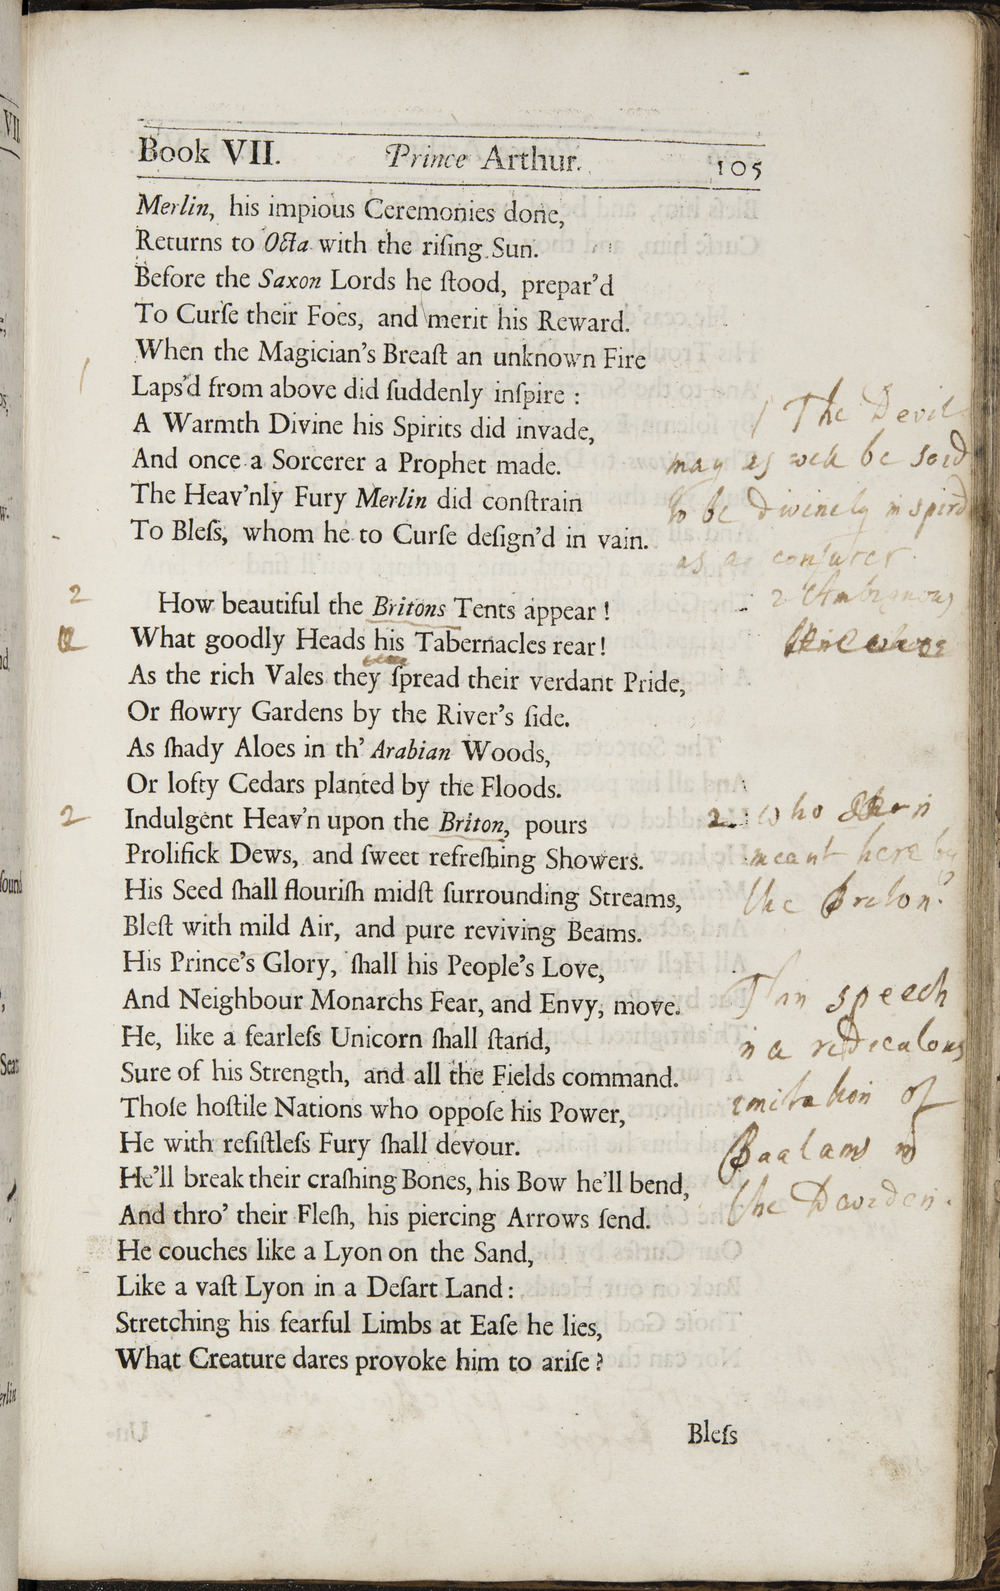 Book VII. Prince Arthur. 105
Merlin, his impious Ceremonies done,
Returns to Octa with the riſing Sun.
Before the Saxon Lords he ſtood, prepar'd
To Curſe their Foes, and merit his Reward.
When the Magician's Breaſt an unknown Fire
Laps'd from above did ſuddenly inſpire :
A Warmth Divine his Spirits did invade,
And once a Sorcerer a Prophet made.
The Heav'nly Fury Merlin did conſtrain
To Bleſs, whom he to Curſe deſign'd in vain.
How beautiful the Britons Tents appear !
What goodly Heads his Tabernacles rear!
As the rich Vales they ſpread their verdant Pride,
Or flowry Gardens by the River's ſide.
As ſhady Aloes in th' Arabian Woods,
Or lofty Cedars planted by the Floods.
Indulgent Heav'n upon the Briton, pours
Prolifick Dews, and ſweet refreſhing Showers.
His Seed ſhall flouriſh midſt ſurrounding Streams,
Bleſt with mild Air, and pure reviving Beams.
His Prince's Glory, ſhall his People's Love,
And Neighbour Monarchs Fear, and Envy, move.
He, like a fearleſs Unicorn ſhall ſtand,
Sure of his Strength, and all the Fields command.
Thoſe hoſtile Nations who oppoſe his Power,
He with reſiſtleſs Fury ſhall devour.
He'll break their craſhing Bones, his Bow he'll bend,
And thro' their Fleſh, his piercing Arrows ſend.
He couches like a Lyon on the Sand,
Like a vaſt Lyon in a Deſart Land :
Stretching his fearful Limbs at Eaſe he lies,
What Creature dares provoke him to ariſe ?
Bleſs
1
2
2
1 The Devil
may as well be said
to be divinely inspird
as a conjurer
2 Ambiguous
2. who
meant here by
the Briton?
This speech
is a rediculous
imitation of
Baalams in
the